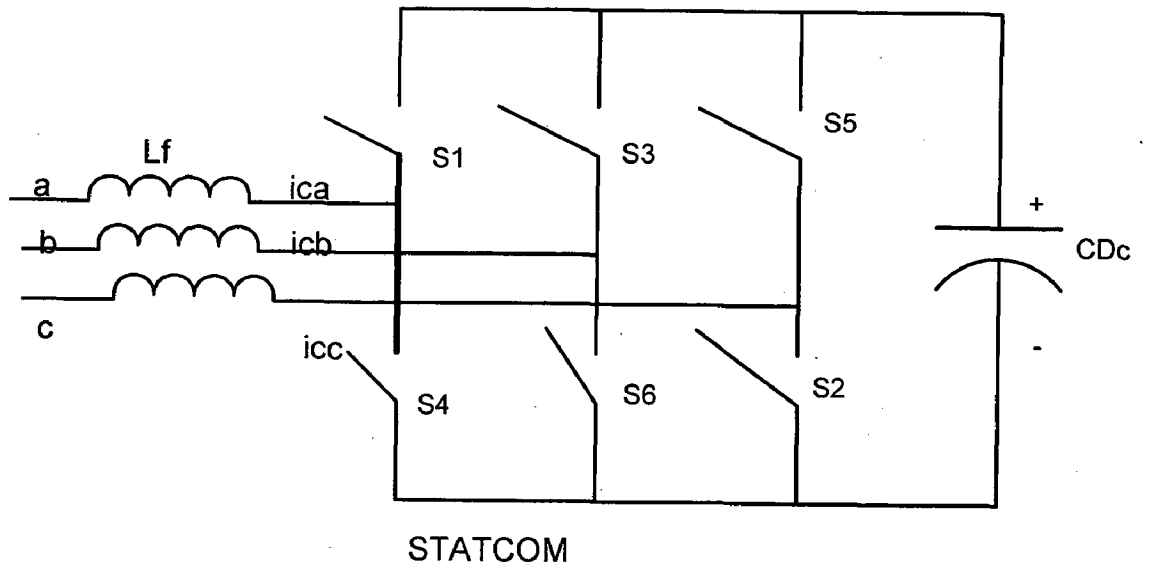 S5
S1
S3
Lf
a
ica
+
b
icb
CDc
c
icc
-
S4
S6
S2
STATCOM